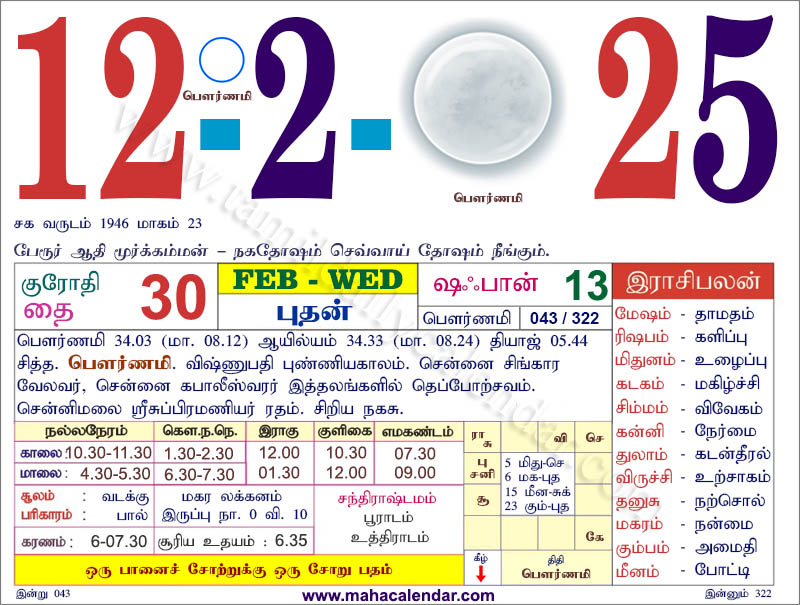 12 - 2 - 25
பௌர்ணமி
பௌர்ணமி
சக வருடம் 1946 மாகம் 23
பேரூர் ஆதி மூர்க்கம்மன் – நகதோஷம் செவ்வாய் தோஷம் நீங்கும்.
குரோதி
தை 30
FEB - WED
புதன்
ஷஃபான் 13
பௌர்ணமி 043 / 322
பௌர்ணமி 34.03 (மா. 08.12) ஆயில்யம் 34.33 (மா. 08.24) தியாஜ் 05.44
சித்த. பௌர்ணமி. விஷ்ணுபதி புண்ணியகாலம். சென்னை சிங்கார
வேலவர், சென்னை கபாலீஸ்வரர் இத்தலங்களில் தெப்போற்சவம்.
சென்னிமலை ஸ்ரீசுப்பிரமணியர் ரதம். சிறிய நகசு.
நல்லநேரம் கௌ.ந.நெ. இராகு குளிகை எமகண்டம்
காலை: 10.30-11.30 1.30-2.30 12.00 10.30 07.30
மாலை: 4.30-5.30 6.30-7.30 01.30 12.00 09.00
சூலம் : வடக்கு
பரிகாரம் : பால்
மகர லக்கனம்
இருப்பு நா. 0 வி. 10
சந்திராஷ்டமம்
பூராடம்
உத்திராடம்
கரணம் : 6-07.30 சூரிய உதயம் : 6.35
ஒரு பானைச் சோற்றுக்கு ஒரு சோறு பதம்
ரா சு வி செ
பு சனி
சூ
5 மிது-செ
6 மக-புத
15 மீன-சுக்
23 கும்-புத
கே
கீழ்
திதி
பௌர்ணமி
இராசிபலன்
மேஷம் - தாமதம்
ரிஷபம் - களிப்பு
மிதுனம் - உழைப்பு
கடகம் - மகிழ்ச்சி
சிம்மம் - விவேகம்
கன்னி - நேர்மை
துலாம் - கடன்தீரல்
விருச்சி - உற்சாகம்
தனுசு - நற்சொல்
மகரம் - நன்மை
கும்பம் - அமைதி
மீனம் - போட்டி
இன்று 043
www.mahacalendar.com
இன்னும் 322
www.tamildailycalendar.com